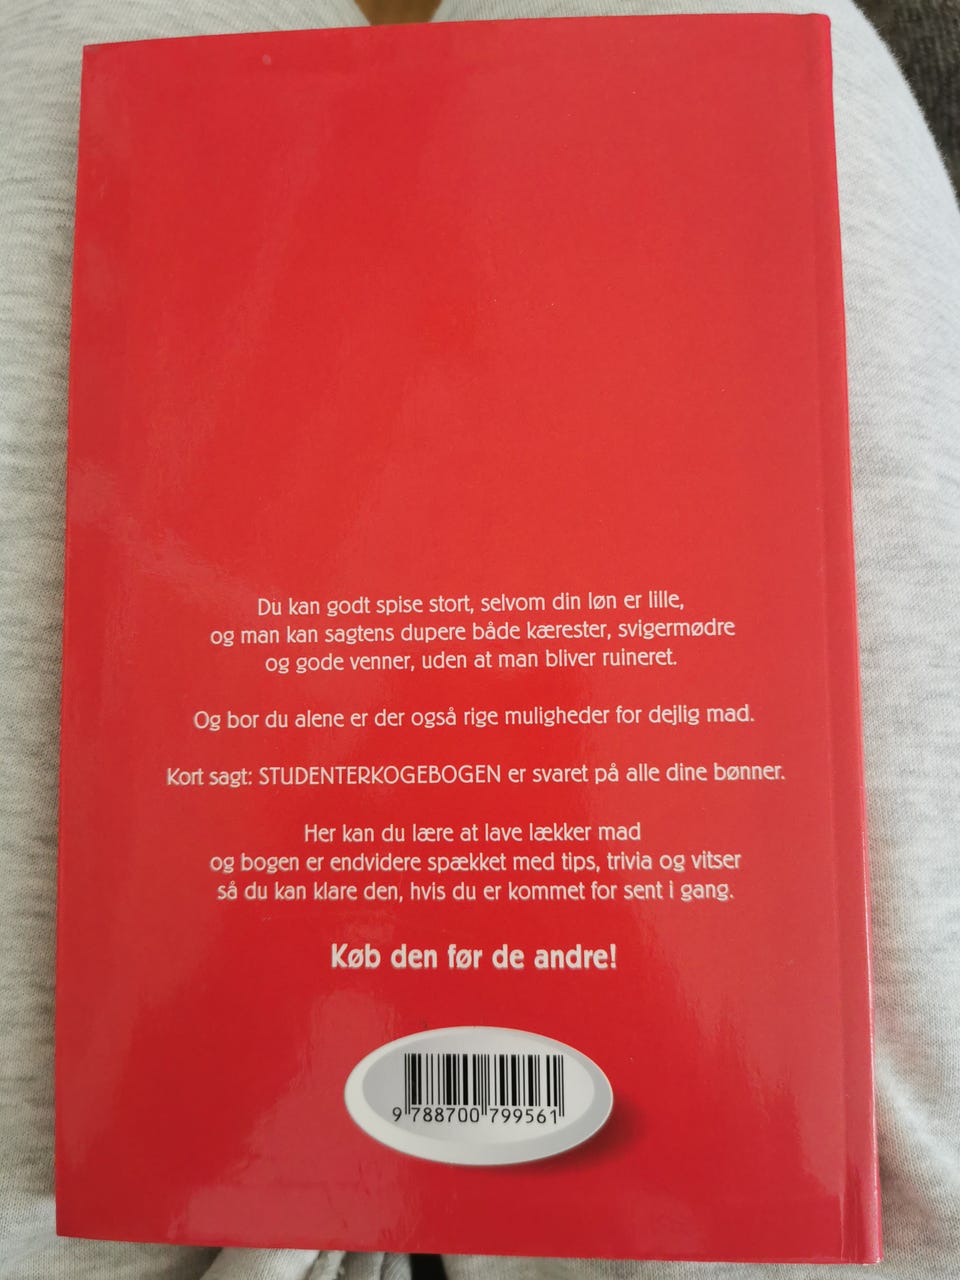 Du kan godt spise stort, selvom din løn er lille,
og man kan sagtens dupere både kærester, svigermødre
og gode venner, uden at man bliver ruineret.
Og bor du alene er der også rige muligheder for dejlig mad.
Kort sagt: STUDENTERKOGEBOGEN er svaret på alle dine bønner.
Her kan du lære at lave lækker mad
og bogen er endvidere spækket med tips, trivia og vitser
så du kan klare den, hvis du er kommet for sent i gang.
Køb den før de andre!
9 788700 799561